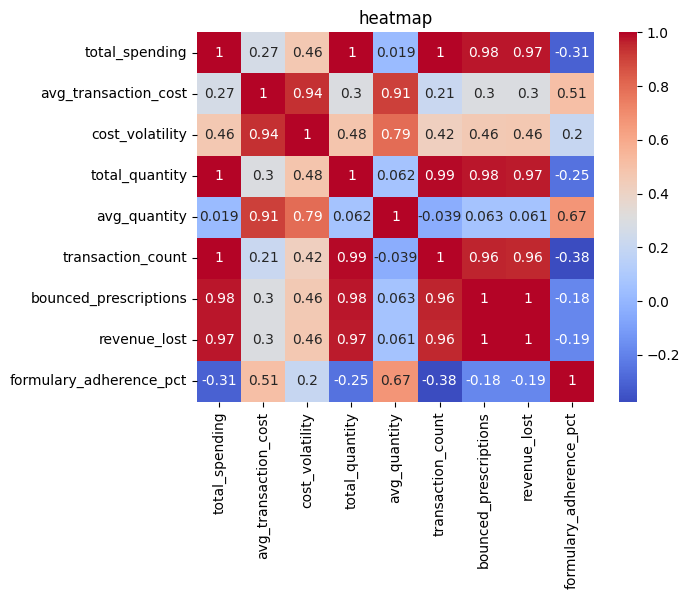 heatmap
total_spending 1 0.27 0.46 1 0.019 1 0.98 0.97 -0.31
avg_transaction_cost 0.27 1 0.94 0.3 0.91 0.21 0.3 0.3 0.51
cost_volatility 0.46 0.94 1 0.48 0.79 0.42 0.46 0.46 0.2
total_quantity 1 0.3 0.48 1 0.062 0.99 0.98 0.97 -0.25
avg_quantity 0.019 0.91 0.79 0.062 1 -0.039 0.063 0.061 0.67
transaction_count 1 0.21 0.42 0.99 -0.039 1 0.96 0.96 -0.38
bounced_prescriptions 0.98 0.3 0.46 0.98 0.063 0.96 1 1 -0.18
revenue_lost 0.97 0.3 0.46 0.97 0.061 0.96 1 1 -0.19
formulary_adherence_pct -0.31 0.51 0.2 -0.25 0.67 -0.38 -0.18 -0.19 1
total_spending
avg_transaction_cost
cost_volatility
total_quantity
avg_quantity
transaction_count
bounced_prescriptions
revenue_lost
formulary_adherence_pct
1.0
0.8
0.6
0.4
0.2
0.0
−0.2